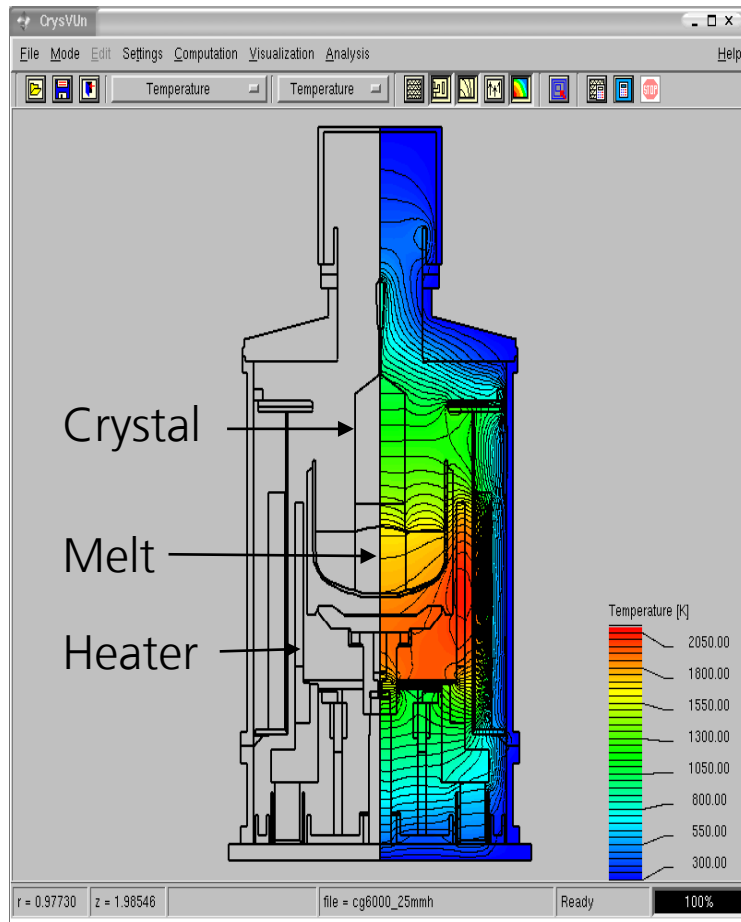 CrysVUn
File Mode Edit Settings Computation Visualization Analysis Help
Temperature Temperature STOP
Crystal
Melt
Heater
Temperature [K]
2050.00
1800.00
1550.00
1300.00
1050.00
800.00
550.00
300.00
r = 0.97730 z = 1.98546 file = cg6000_25mmh Ready 100%